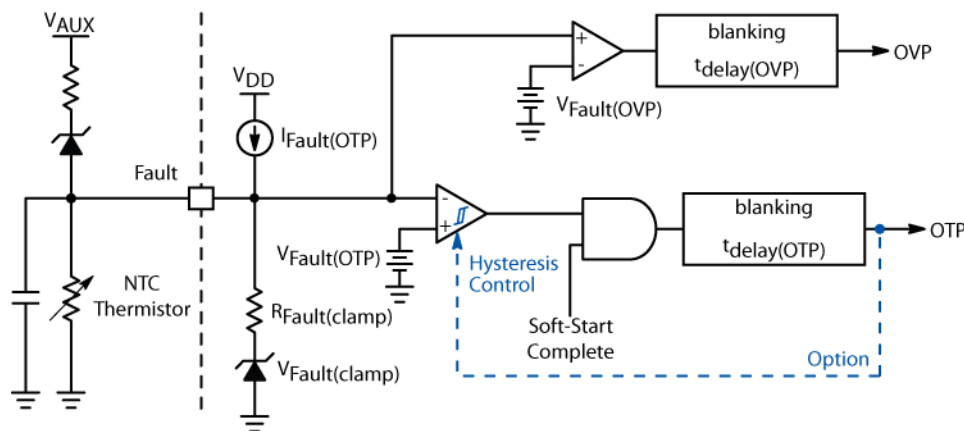 VAUX
VDD
IFault(OTP)
Fault
NTC
Thermistor
RFault(clamp)
VFault(clamp)
+
-
VFault(OVP)
blanking
tdelay(OVP)
OVP
-
+
VFault(OTP)
Hysteresis
Control
Soft-Start
Complete
blanking
tdelay(OTP)
OTP
Option